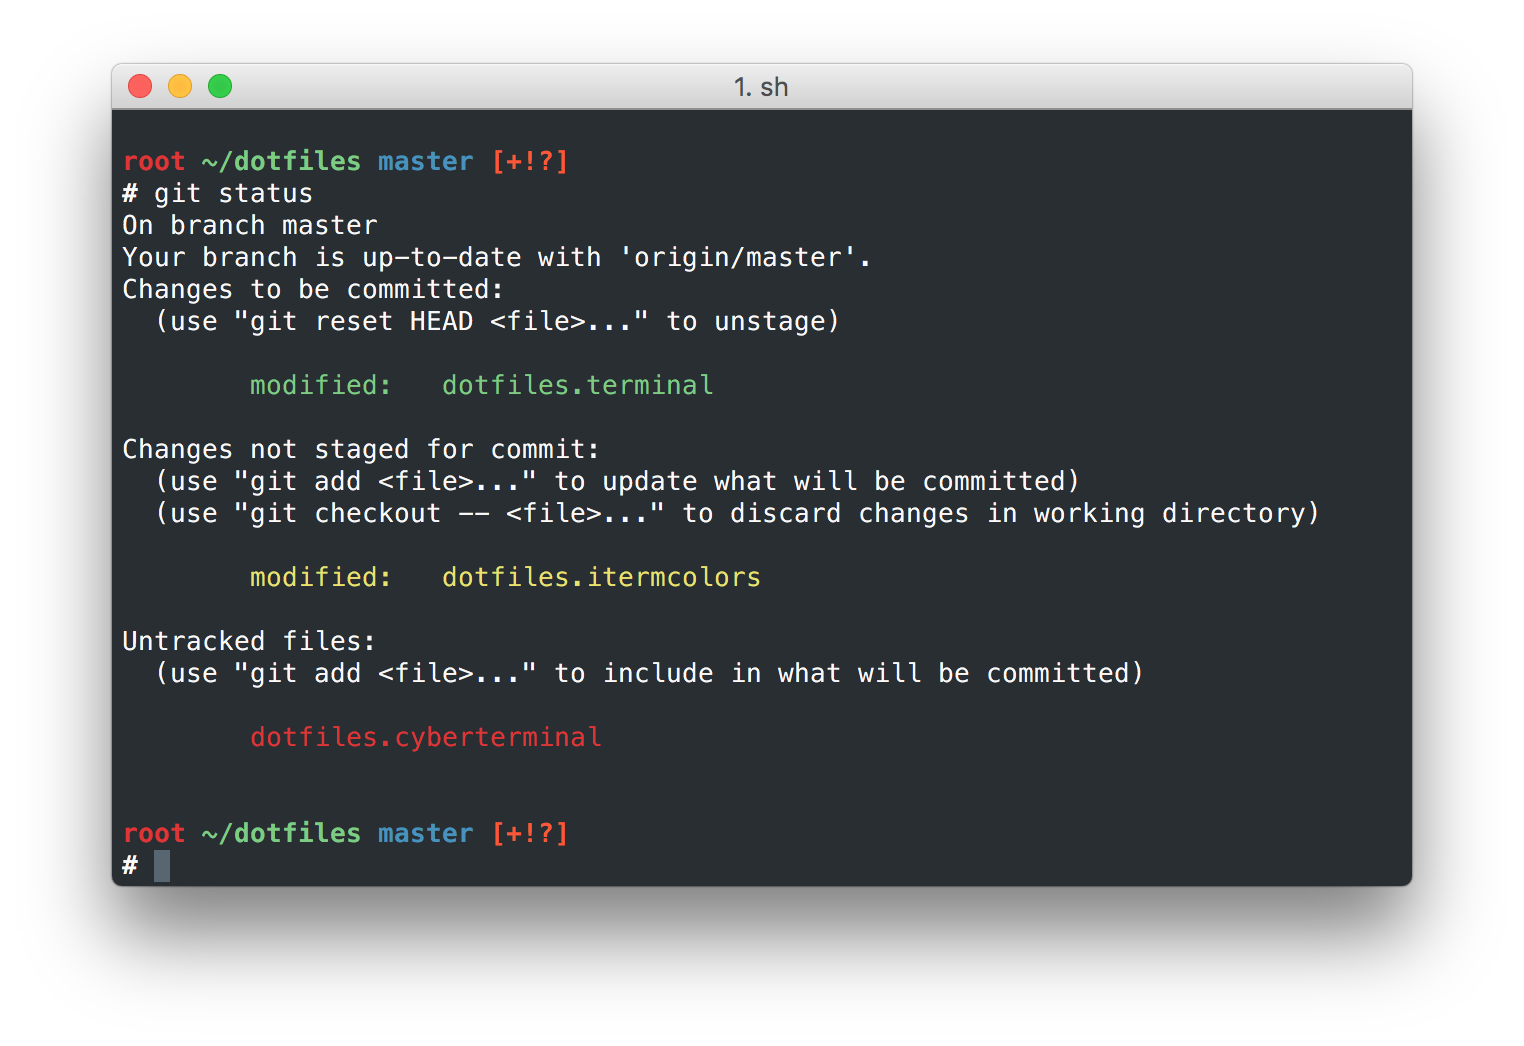 1. sh
root ~/dotfiles master [+!?]
# git status
On branch master
Your branch is up-to-date with 'origin/master'.
Changes to be committed:
  (use "git reset HEAD <file>..." to unstage)
        modified:   dotfiles.terminal
Changes not staged for commit:
  (use "git add <file>..." to update what will be committed)
  (use "git checkout -- <file>..." to discard changes in working directory)
        modified:   dotfiles.itermcolors
Untracked files:
  (use "git add <file>..." to include in what will be committed)
        dotfiles.cyberterminal
root ~/dotfiles master [+!?]
#